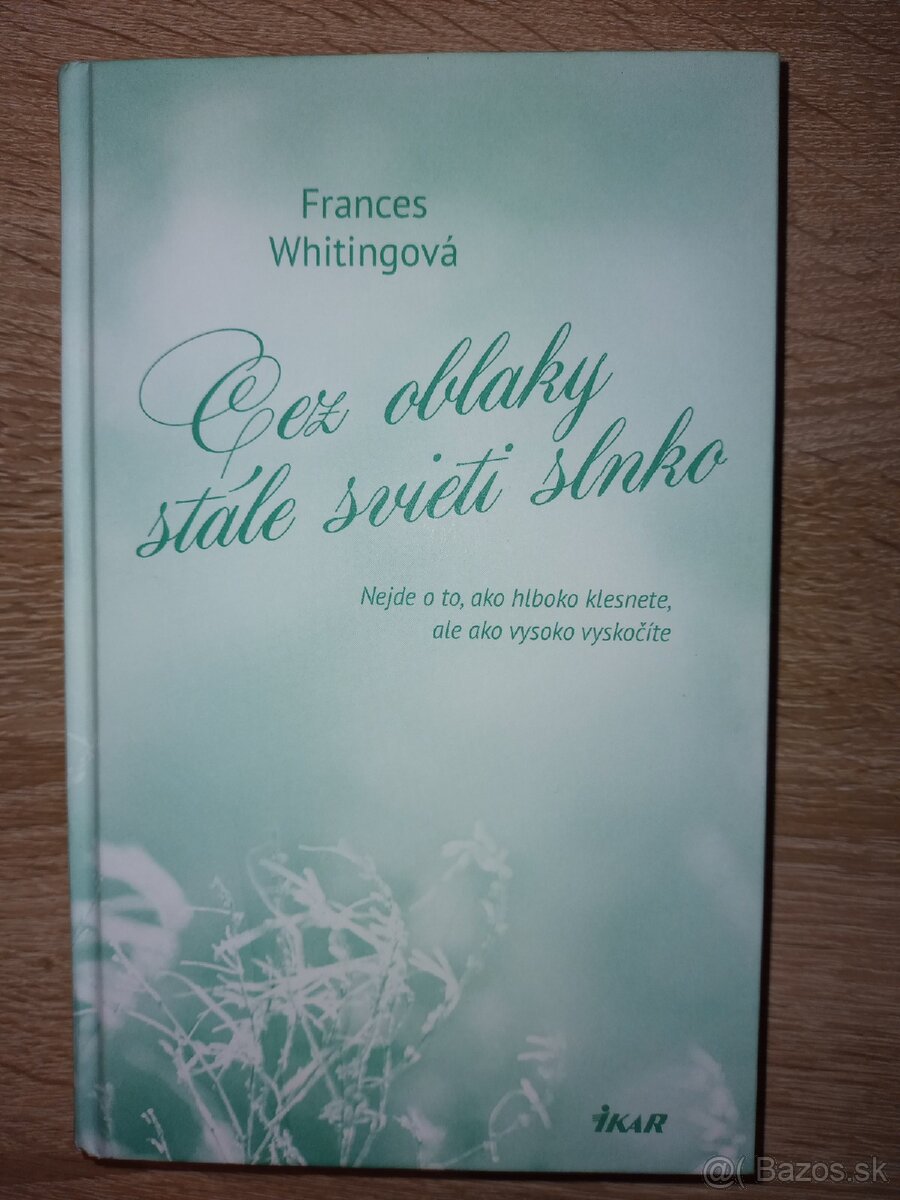 Frances
Whitingová
Cez oblaky
stále svieti slnko
Nejde o to, ako hlboko klesnete,
ale ako vysoko vyskočíte
iKAR
@( Bazos.sk